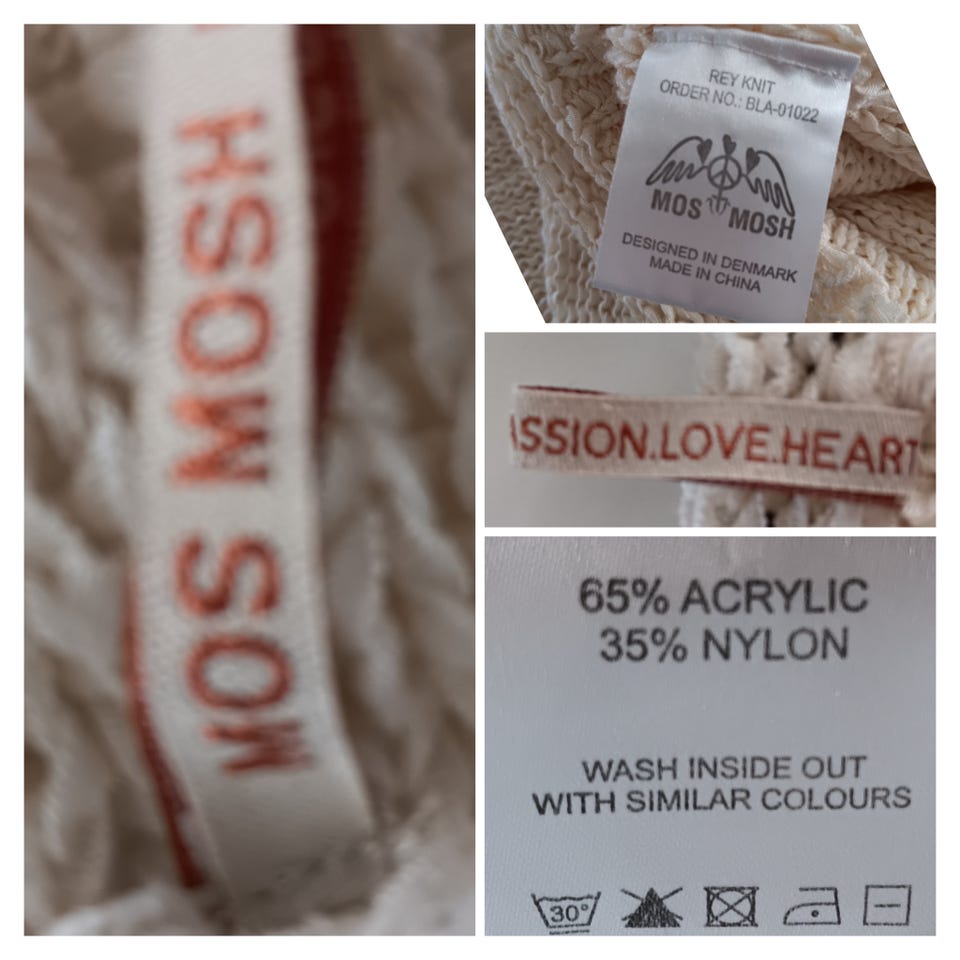 MOS MOSH
REY KNIT
ORDER NO.: BLA-01022
MOS MOSH
DESIGNED IN DENMARK
MADE IN CHINA
ASSION.LOVE.HEART
65% ACRYLIC
35% NYLON
WASH INSIDE OUT
WITH SIMILAR COLOURS
30°